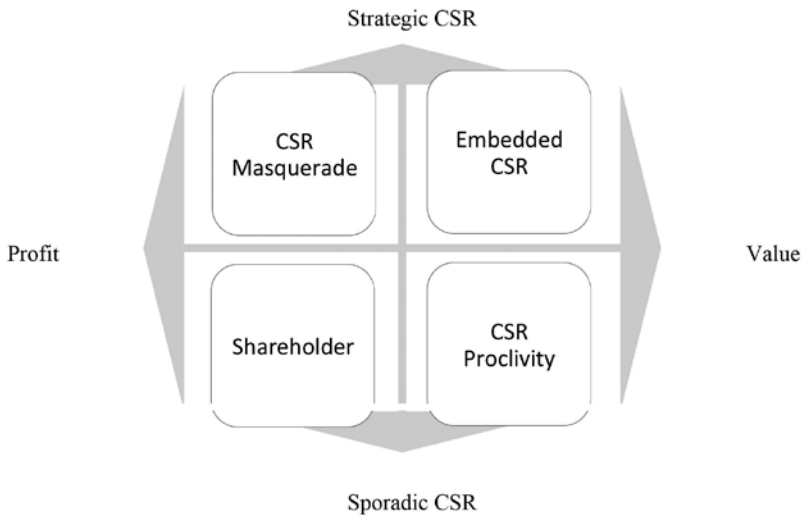 Strategic CSR
CSR
Masquerade
Embedded
CSR
Profit
Value
Shareholder
CSR
Proclivity
Sporadic CSR